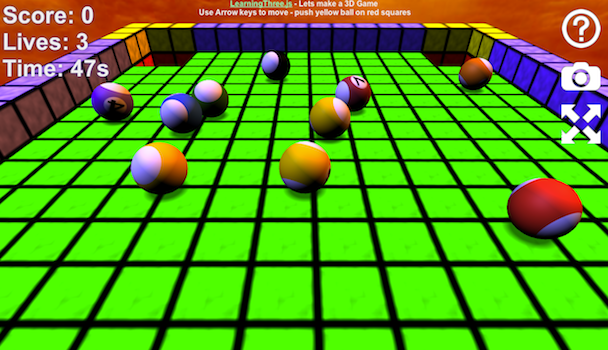 LearningThree.js - Lets make a 3D Game
Use Arrow keys to move - push yellow ball on red squares
Score: 0
Lives: 3
Time: 47s
?